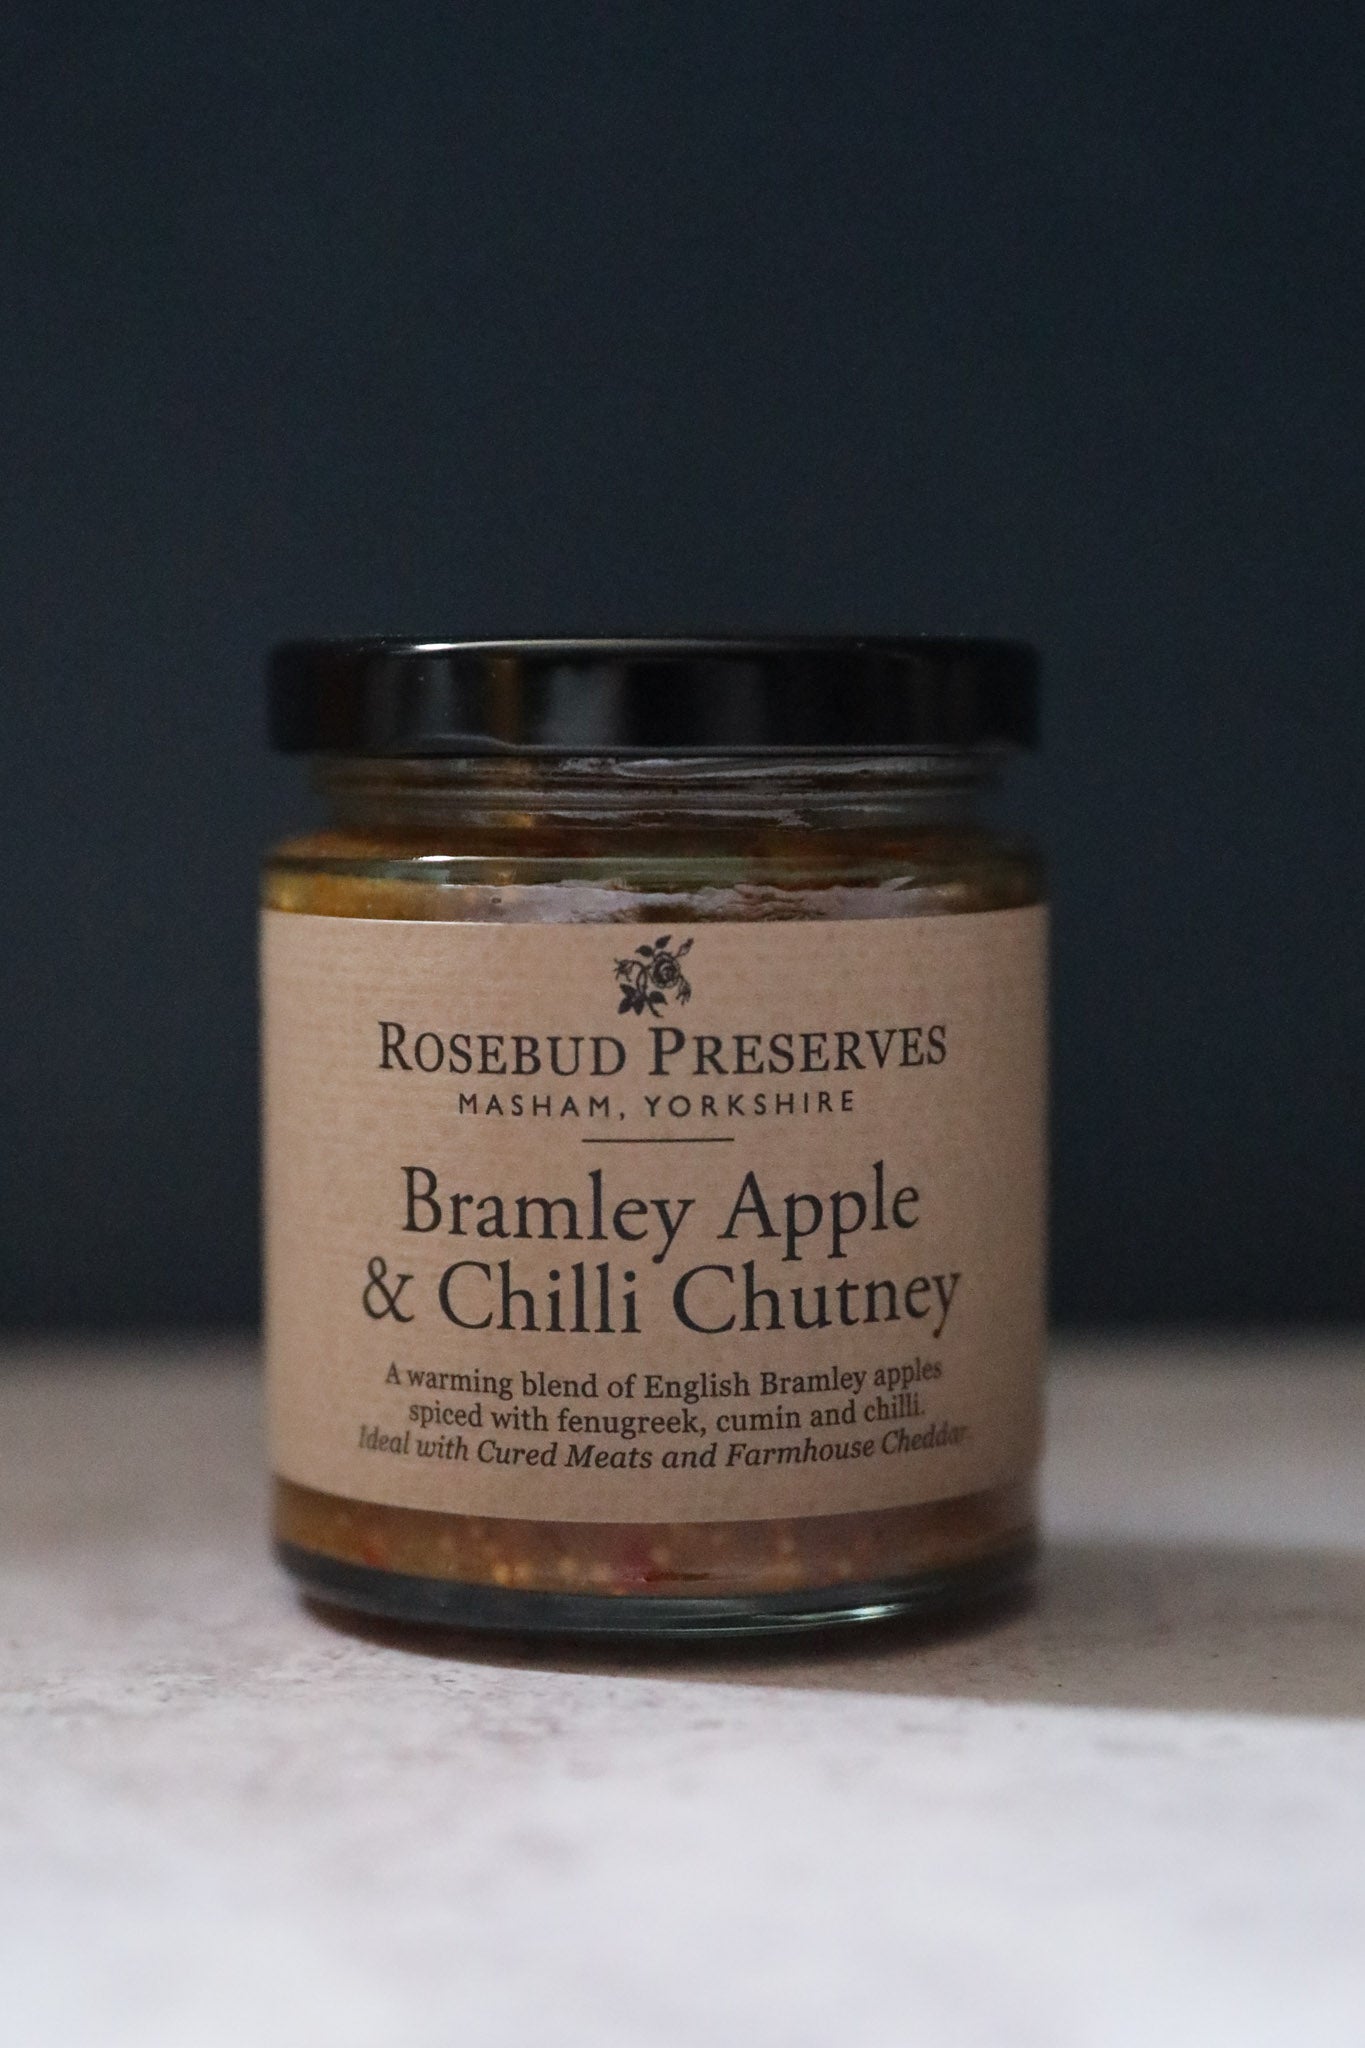 ROSEBUD PRESERVES
MASHAM, YORKSHIRE
Bramley Apple
& Chilli Chutney
A warming blend of English Bramley apples
spiced with fenugreek, cumin and chilli.
Ideal with Cured Meats and Farmhouse Cheddar.